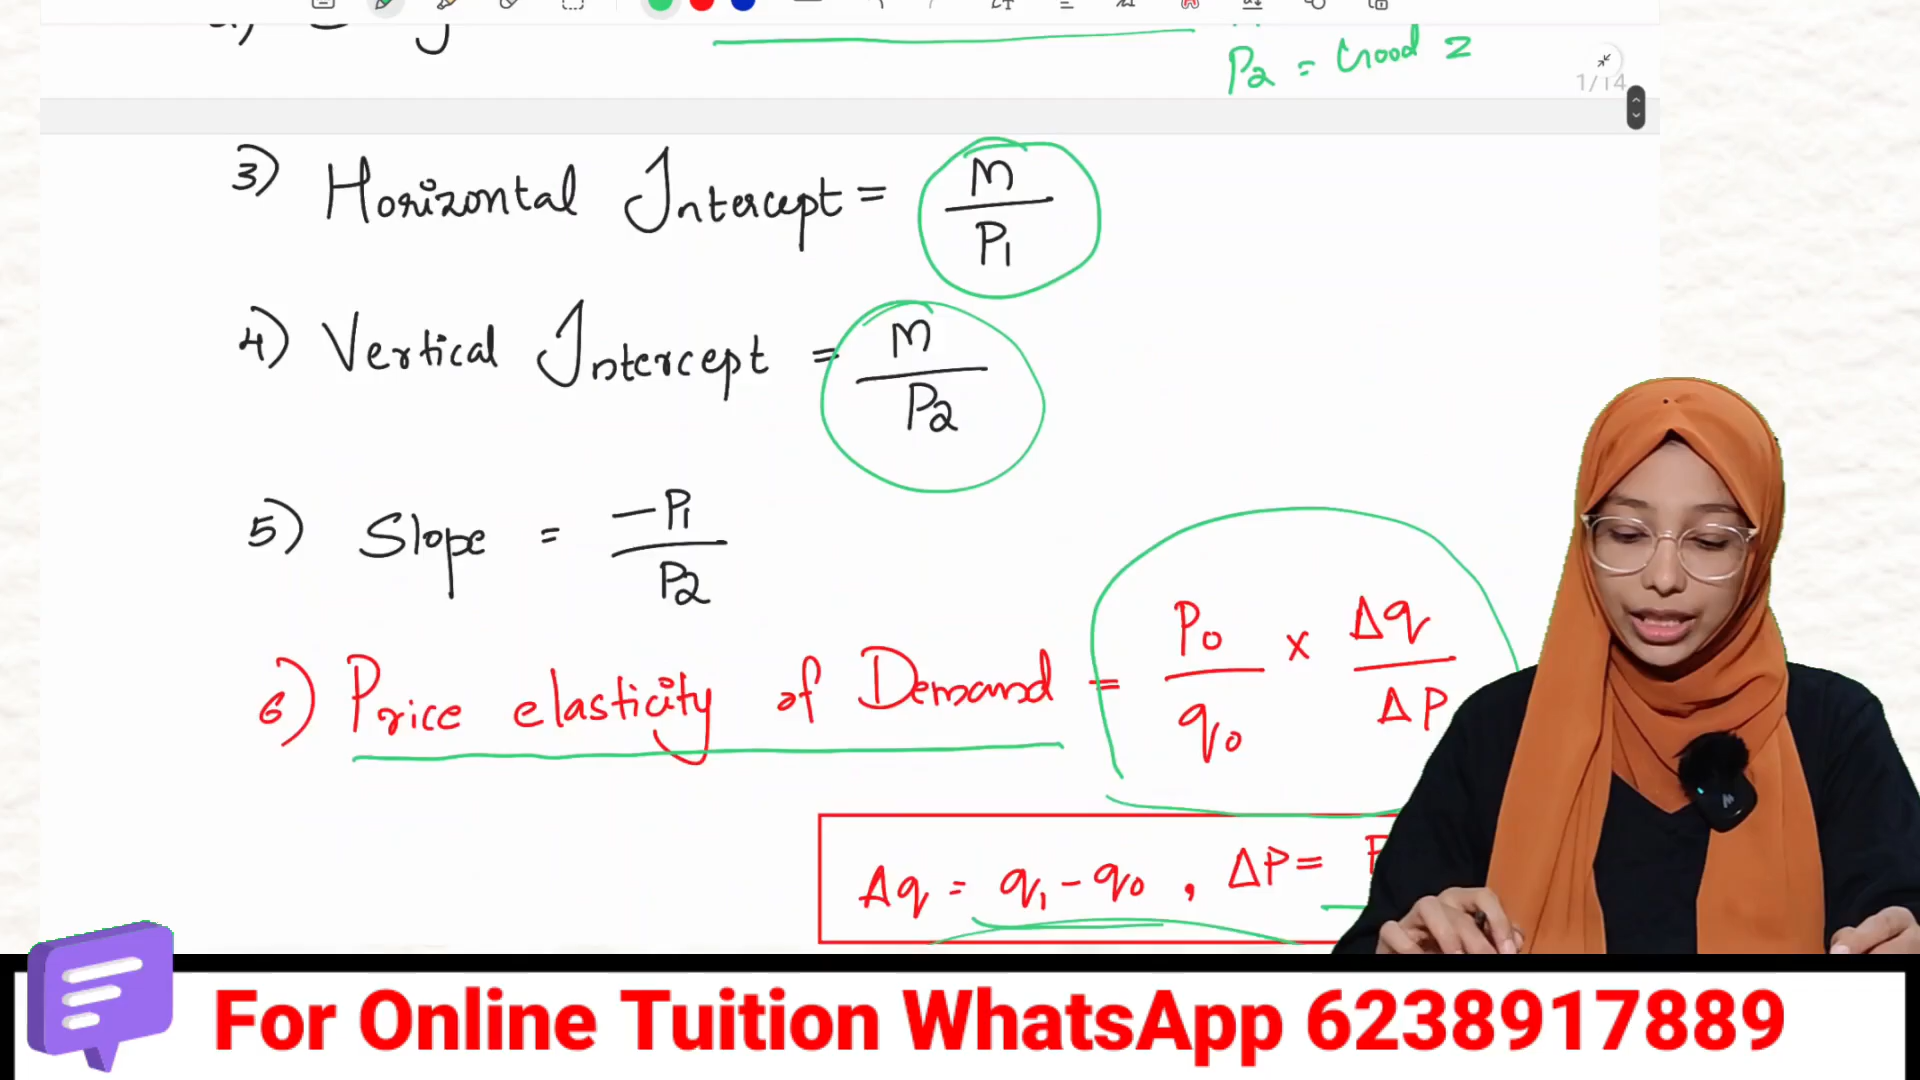 P2 = Good 2
1/14
3) Horizontal Intercept = M
P1
4) Vertical Intercept = M
P2
5) Slope = -P1
P2
6) Price elasticity of Demand = P0 x Δq
q0 ΔP
Δq = q1 - q0 , ΔP =
For Online Tuition WhatsApp 6238917889